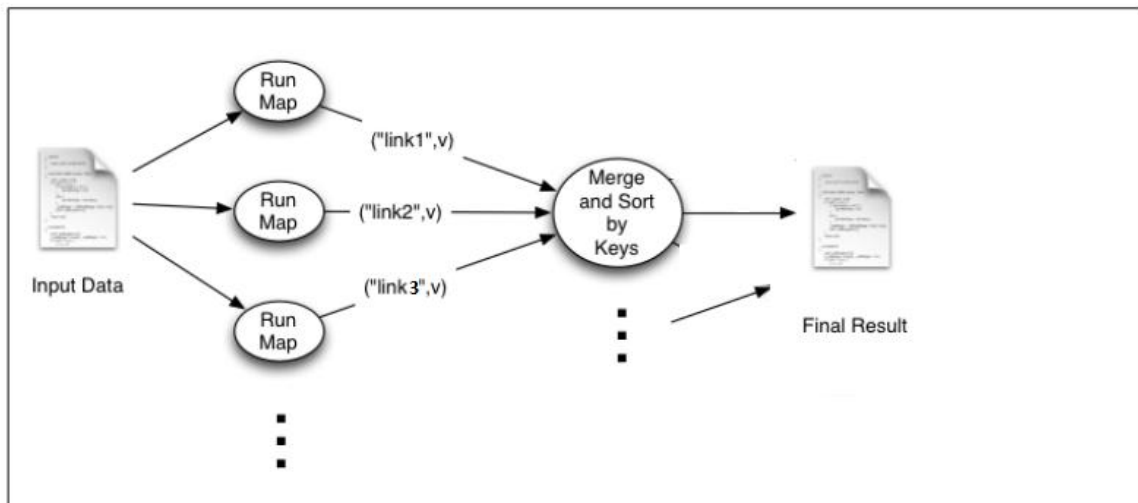 Run
Map
("link1",v)
Run
Map
("link2",v)
Merge
and Sort
by
Keys
Input Data
("link3",v)
Run
Map
Final Result